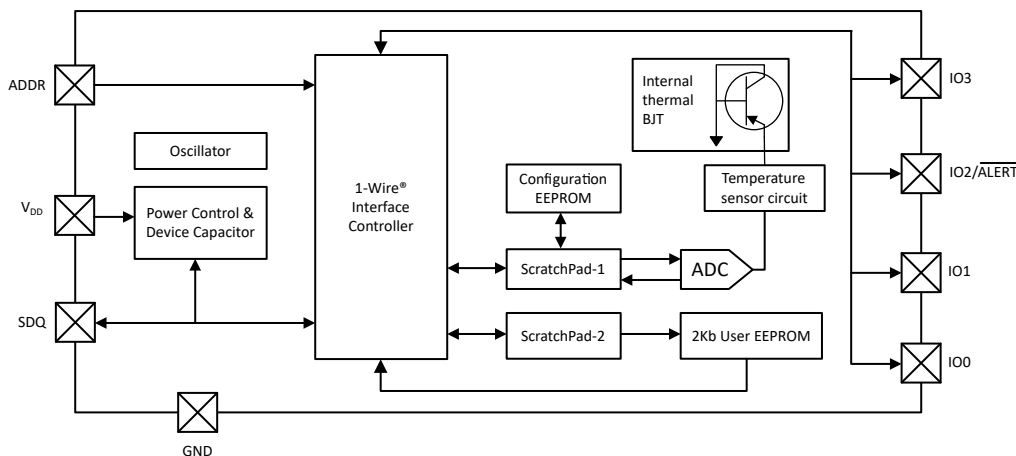 ADDR
V_DD
SDQ
GND
Oscillator
Power Control &
Device Capacitor
1-Wire®
Interface
Controller
Internal
thermal
BJT
Configuration
EEPROM
Temperature
sensor circuit
ScratchPad-1
ADC
ScratchPad-2
2Kb User EEPROM
IO3
IO2/ALERT
IO1
IO0